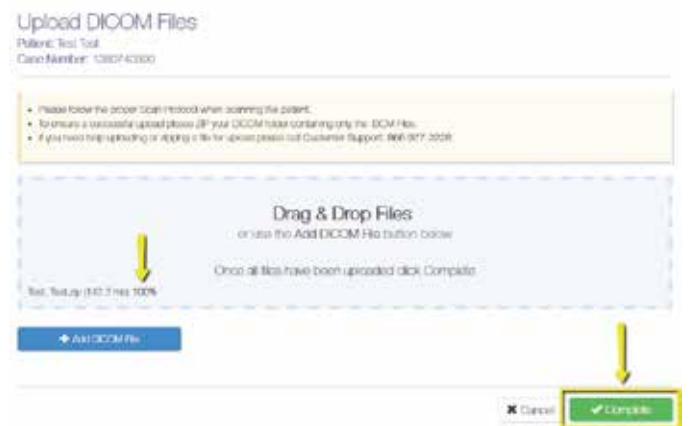 Upload DICOM Files
Patient: Test Test
Case Number:
Please follow the proper Scan Protocol when scanning the patient.
To ensure a successful upload please ZIP your DICOM folder containing only the .DCM Files.
If you need help uploading or zipping a file for upload please call Customer Support:
Drag & Drop Files
or use the Add DICOM File button below
Once all files have been uploaded click Complete
Test, Test.zip 100%
Add DICOM File
Cancel
Complete